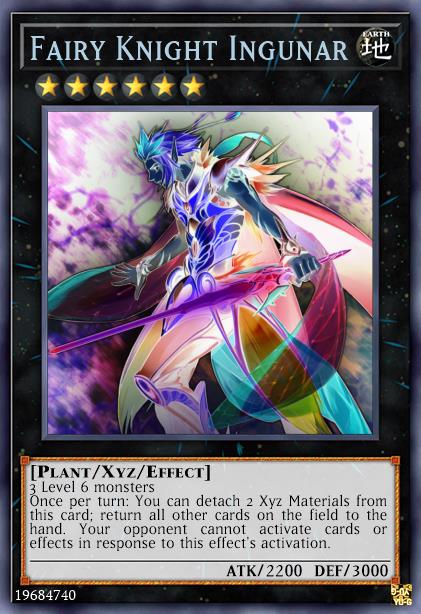 Fairy Knight Ingunar
EARTH
地
[Plant/Xyz/Effect]
3 Level 6 monsters
Once per turn: You can detach 2 Xyz Materials from
this card; return all other cards on the field to the
hand. Your opponent cannot activate cards or
effects in response to this effect's activation.
ATK/2200 DEF/3000
19684740